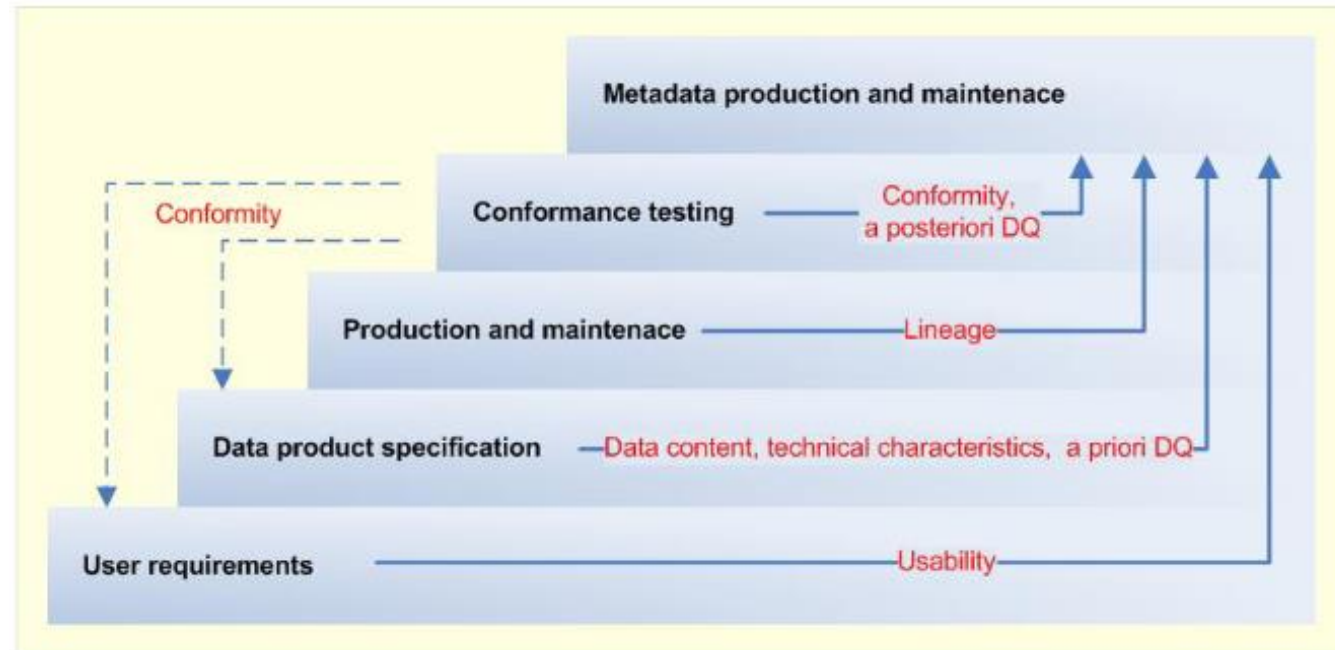 Metadata production and maintenace
Conformity
Conformance testing
Conformity,
a posteriori DQ
Production and maintenace
Lineage
Data product specification
Data content, technical characteristics, a priori DQ
User requirements
Usability